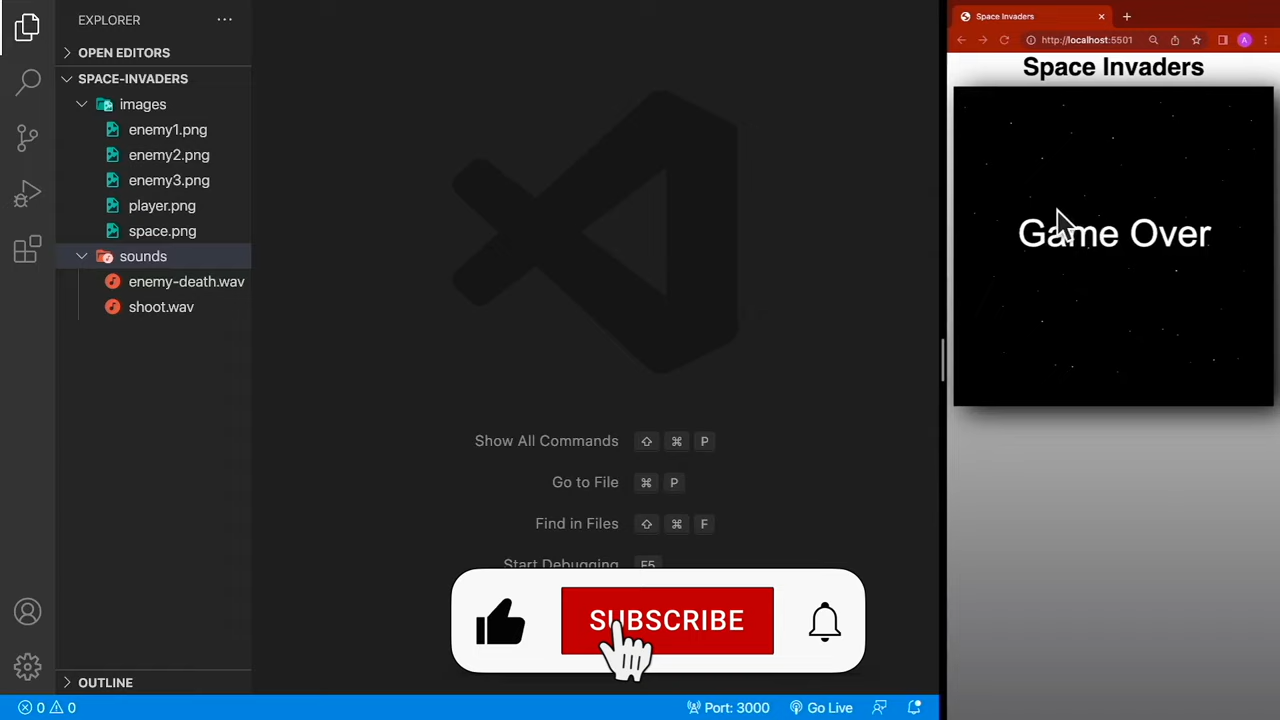 EXPLORER
OPEN EDITORS
SPACE-INVADERS
images
enemy1.png
enemy2.png
enemy3.png
player.png
space.png
sounds
enemy-death.wav
shoot.wav
OUTLINE
0 0
Show All Commands ⇧ ⌘ P
Go to File ⌘ P
Find in Files ⇧ ⌘ F
Start Debugging F5
SUBSCRIBE
Port: 3000 Go Live
Space Invaders
http://localhost:5501 A
Space Invaders
Game Over